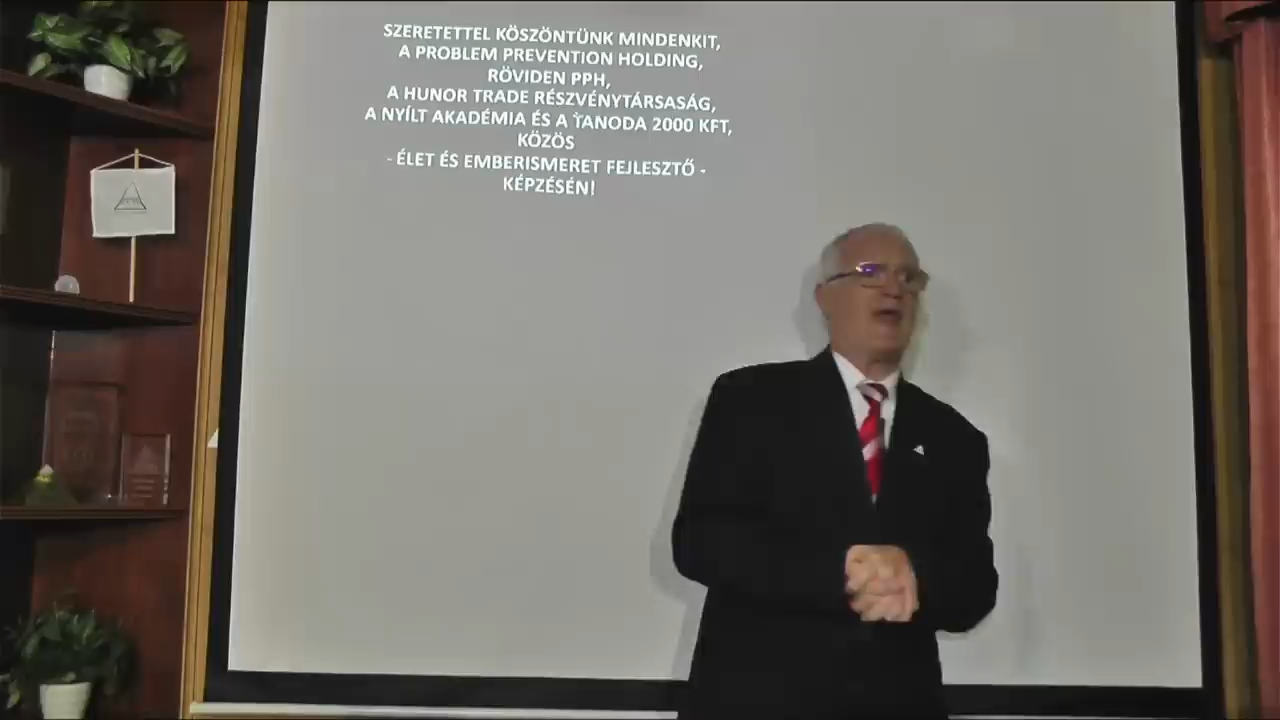 SZERETETTEL KÖSZÖNTÜNK MINDENKIT,
A PROBLEM PREVENTION HOLDING,
RÖVIDEN PPH,
A HUNOR TRADE RÉSZVÉNYTÁRSASÁG,
A NYÍLT AKADÉMIA ÉS A TANODA 2000 KFT,
KÖZÖS
- ÉLET ÉS EMBERISMERET FEJLESZTŐ -
KÉPZÉSÉN!